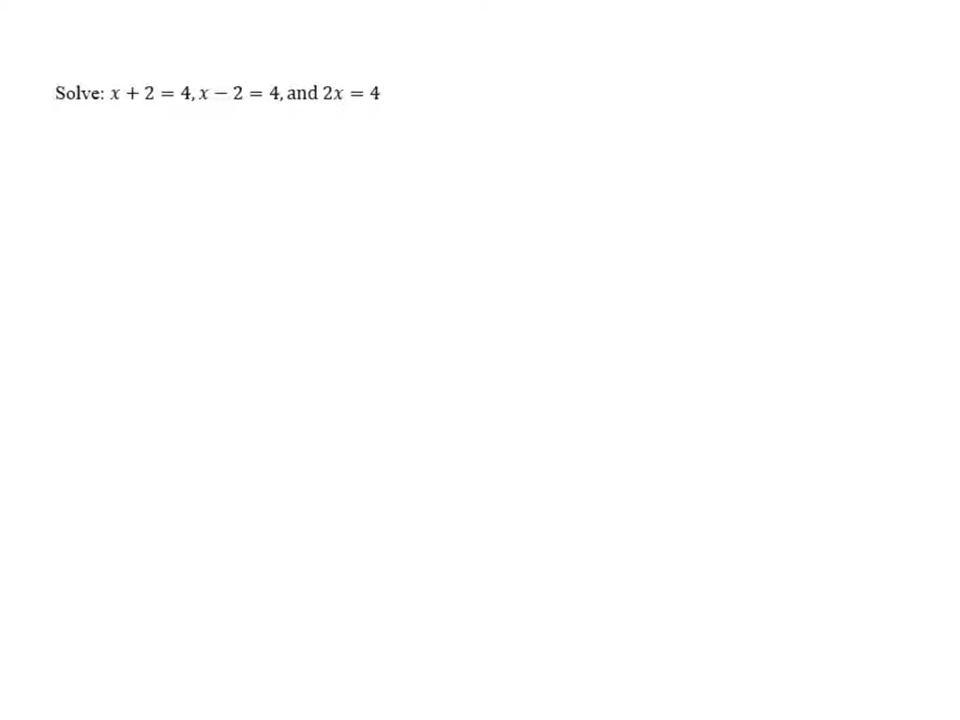 Solve: x + 2 = 4, x − 2 = 4, and 2x = 4